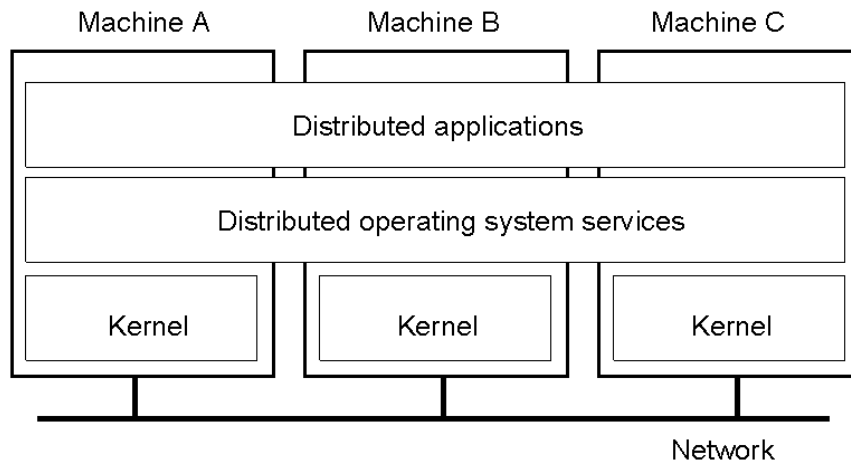 Machine A
Machine B
Machine C
Distributed applications
Distributed operating system services
Kernel
Kernel
Kernel
Network